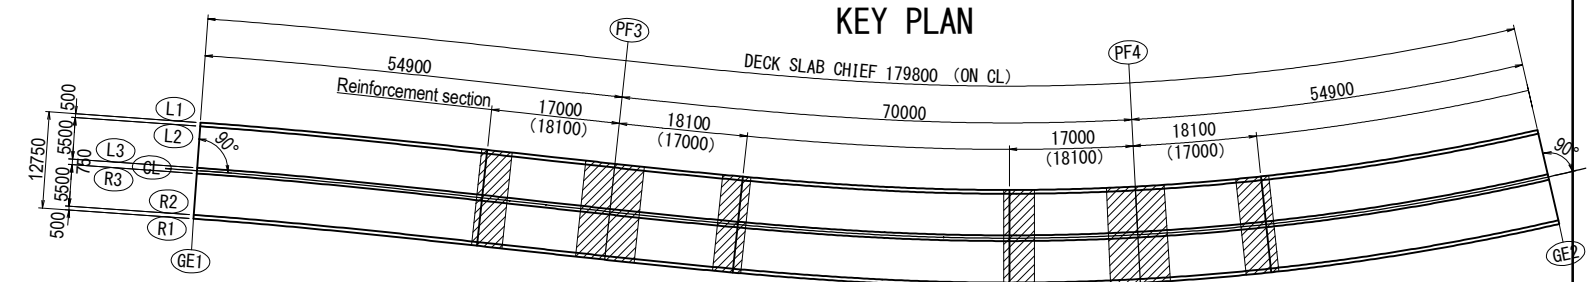 KEY PLAN
PF3
PF4
DECK SLAB CHIEF 179800 (ON CL)
54900
70000
54900
Reinforcement section
17000
(18100)
18100
(17000)
17000
(18100)
18100
(17000)
12750
500
5500
750
5500
500
L1
L2
L3
CL
R3
R2
R1
90°
90°
GE1
GE2